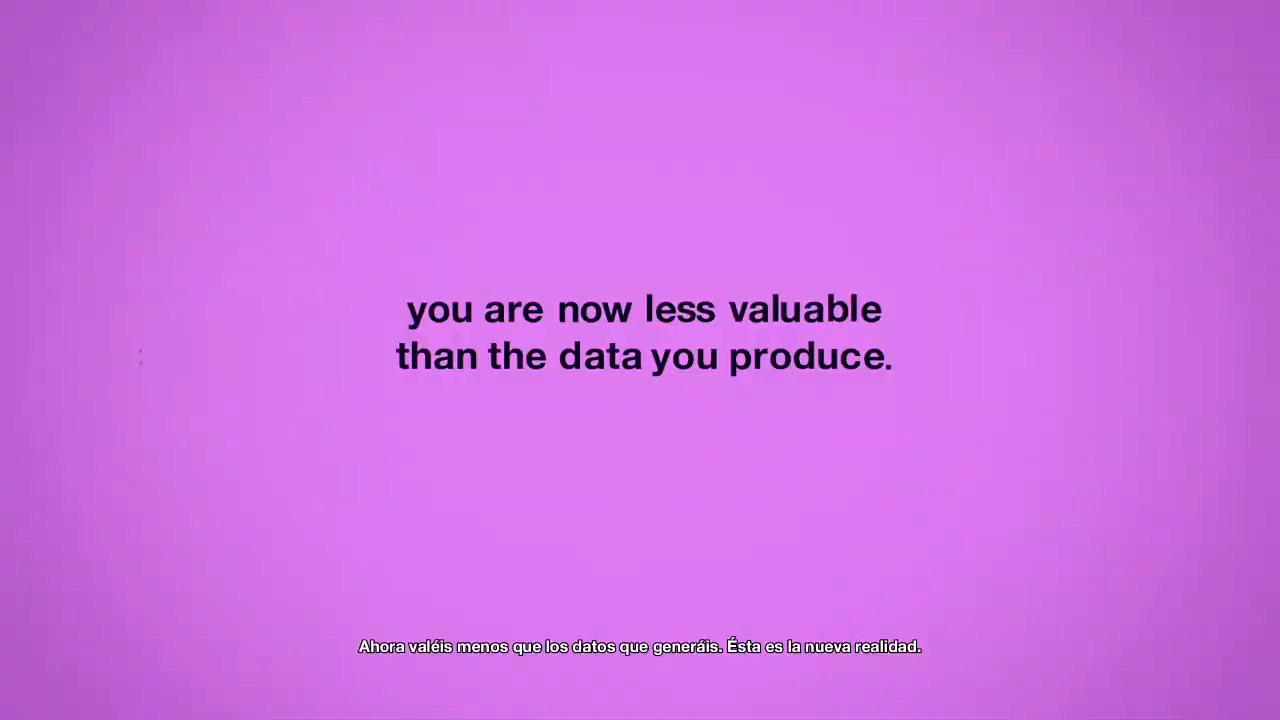 you are now less valuable
than the data you produce.
Ahora valéis menos que los datos que generáis. Ésta es la nueva realidad.